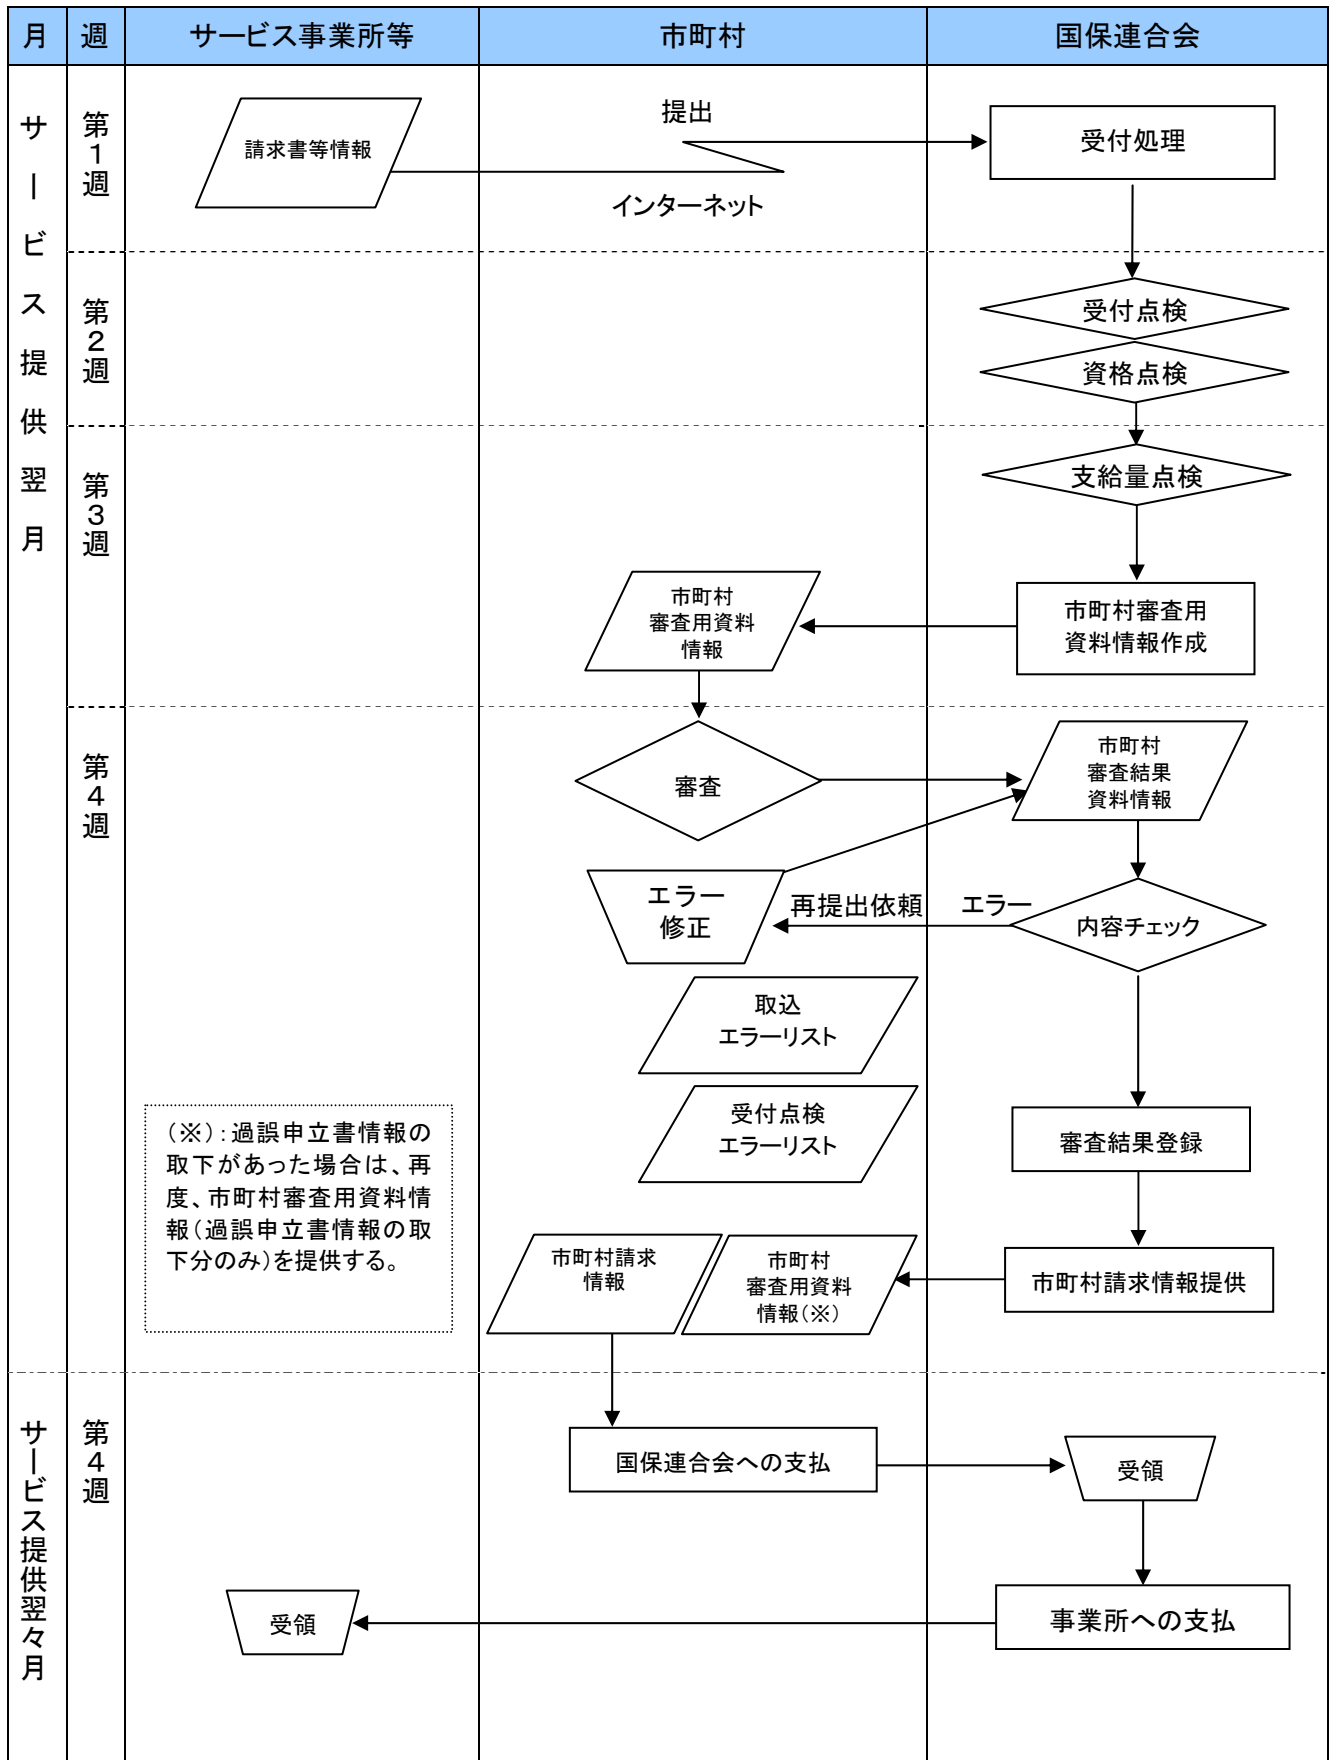 月 週 サービス事業所等 市町村 国保連合会
サービス提供翌月
第1週
請求書等情報
提出
インターネット
受付処理
第2週
受付点検
資格点検
第3週
支給量点検
市町村
審査用資料
情報
市町村審査用
資料情報作成
第4週
審査
市町村
審査結果
資料情報
エラー
修正
再提出依頼
エラー
内容チェック
取込
エラーリスト
受付点検
エラーリスト
審査結果登録
(※):過誤申立書情報の
取下があった場合は、再
度、市町村審査用資料情
報(過誤申立書情報の取
下分のみ)を提供する。
市町村請求
情報
市町村
審査用資料
情報(※)
市町村請求情報提供
サービス提供翌々月
第4週
国保連合会への支払
受領
受領
事業所への支払